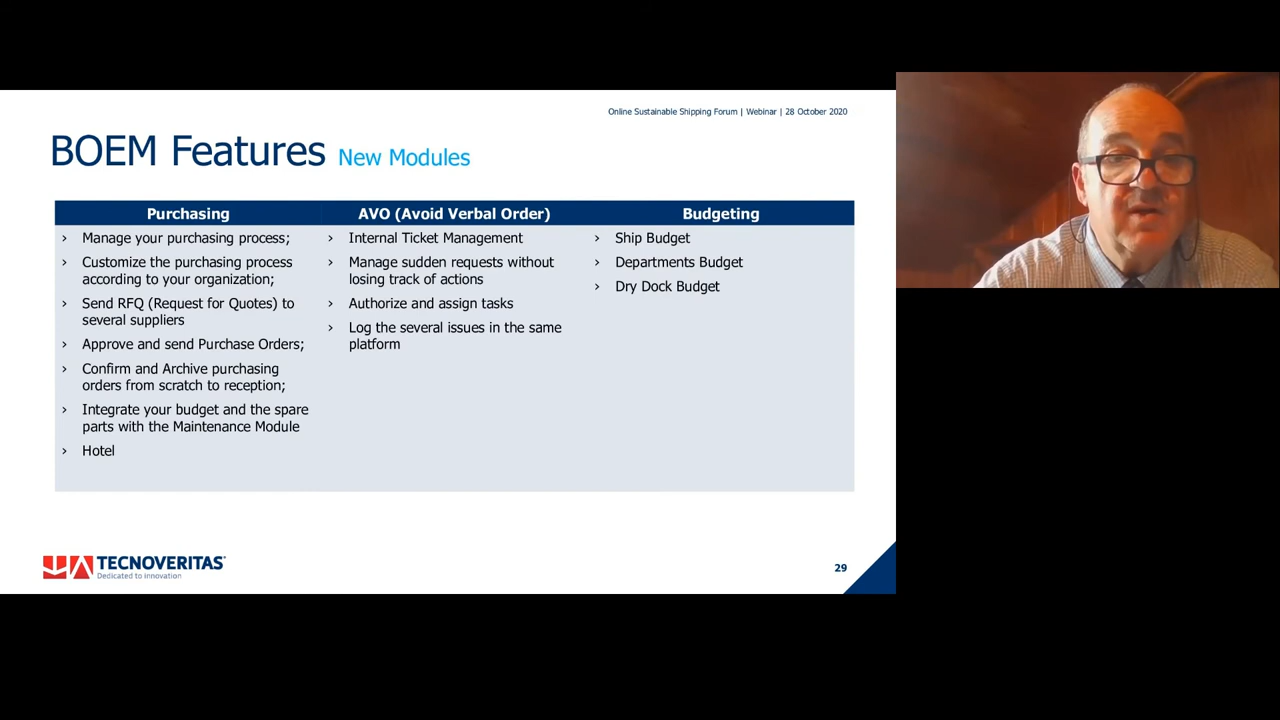 Online Sustainable Shipping Forum | Webinar | 28 October 2020
BOEM Features New Modules
Purchasing
› Manage your purchasing process;
› Customize the purchasing process
according to your organization;
› Send RFQ (Request for Quotes) to
several suppliers
› Approve and send Purchase Orders;
› Confirm and Archive purchasing
orders from scratch to reception;
› Integrate your budget and the spare
parts with the Maintenance Module
› Hotel
AVO (Avoid Verbal Order)
› Internal Ticket Management
› Manage sudden requests without
losing track of actions
› Authorize and assign tasks
› Log the several issues in the same
platform
Budgeting
› Ship Budget
› Departments Budget
› Dry Dock Budget
TECNOVERITAS®
Dedicated to Innovation
29